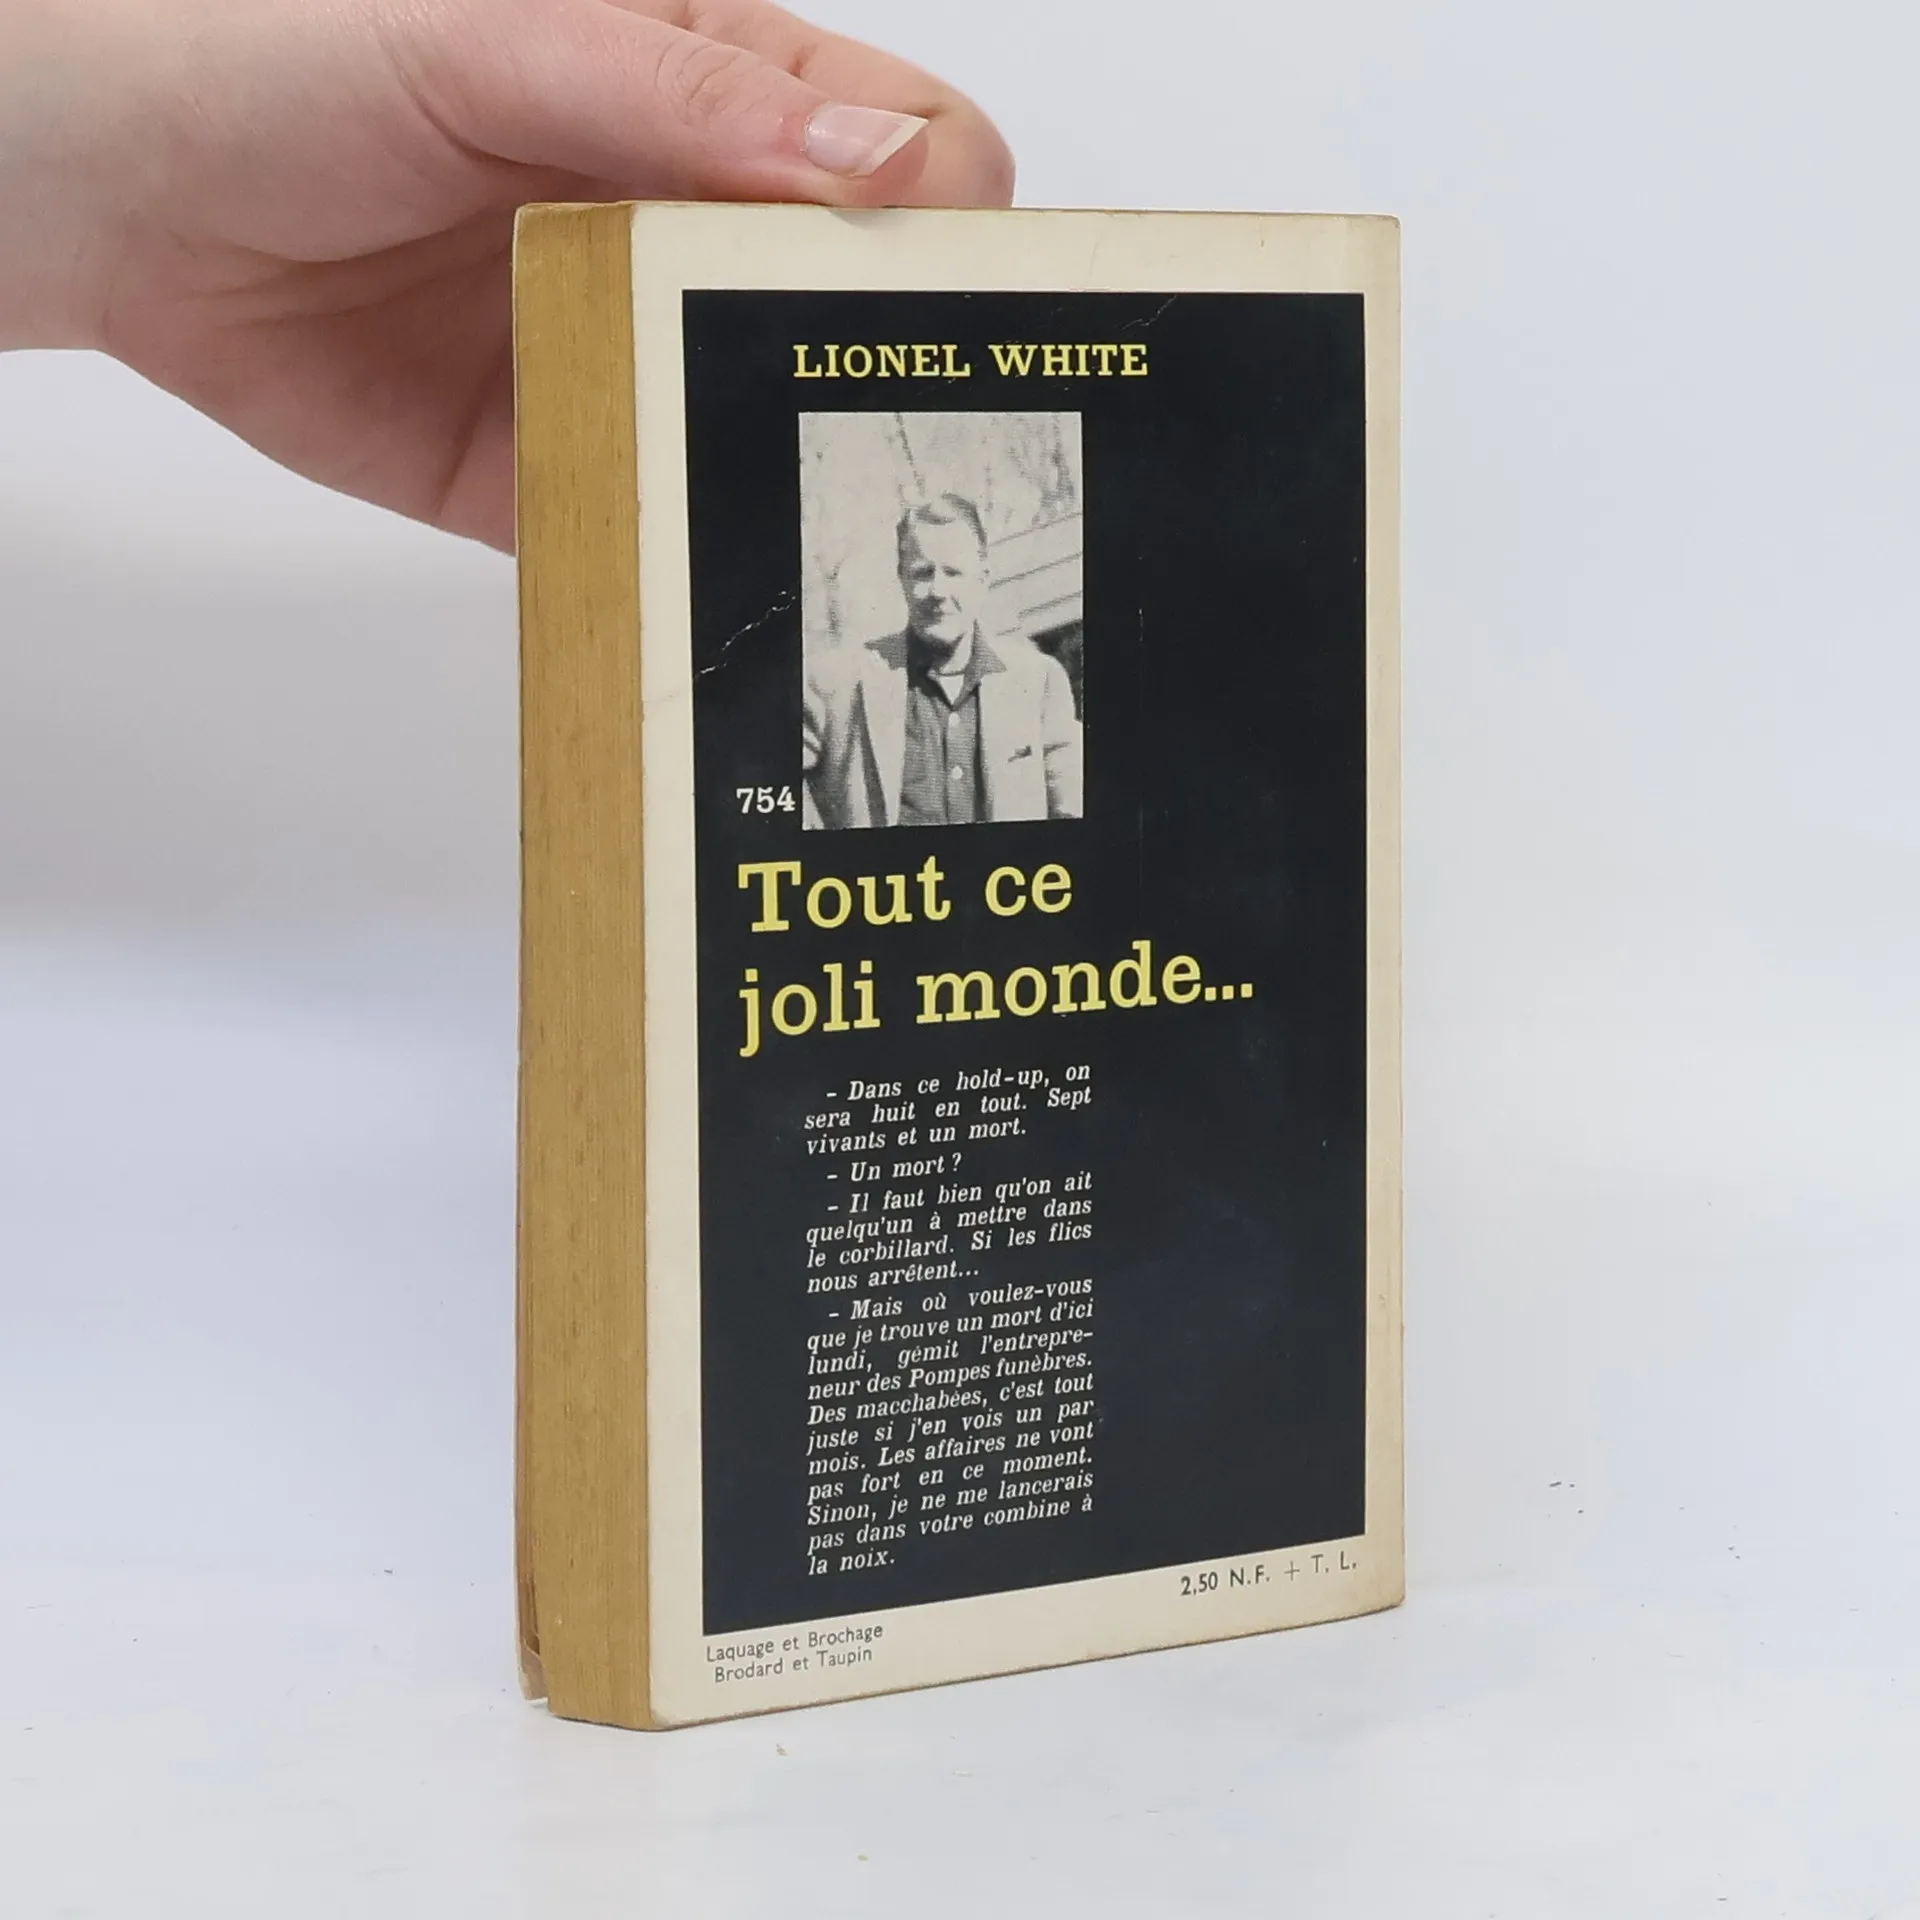 LIONEL WHITE
754
Tout ce
joli monde...
– Dans ce hold-up, on
sera huit en tout. Sept
vivants et un mort.
– Un mort ?
– Il faut bien qu'on ait
quelqu'un à mettre dans
le corbillard. Si les flics
nous arrêtent...
– Mais où voulez-vous
que je trouve un mort d'ici
lundi, gémit l'entrepre-
neur des Pompes funèbres.
Des macchabées, c'est tout
juste si j'en vois un par
mois. Les affaires ne vont
pas fort en ce moment.
Sinon, je ne me lancerais
pas dans votre combine à
la noix.
2,50 N.F. + T. L.
Laquage et Brochage
Brodard et Taupin